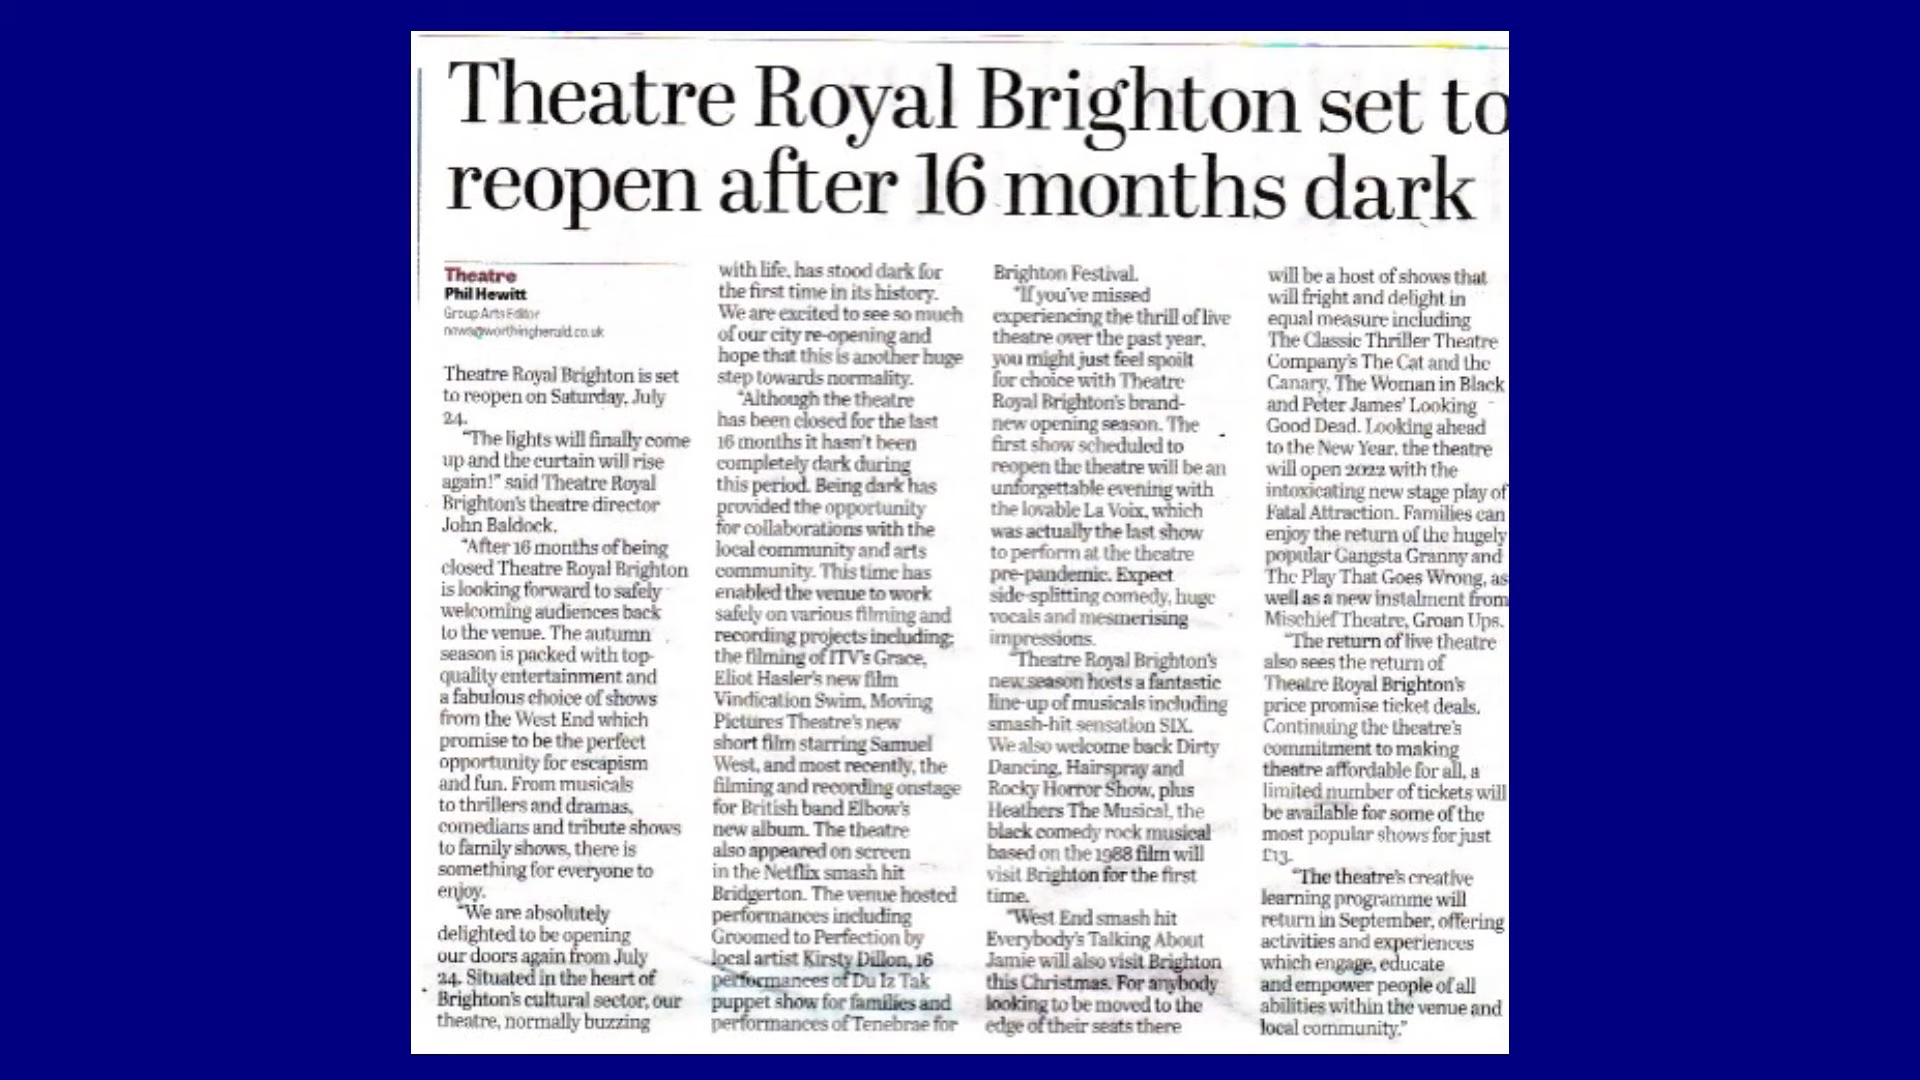 Theatre Royal Brighton set to
reopen after 16 months dark
Theatre
Phil Hewitt
Group Arts Editor
news@worthingherald.co.uk
Theatre Royal Brighton is set
to reopen on Saturday, July
24.
"The lights will finally come
up and the curtain will rise
again!" said Theatre Royal
Brighton's theatre director
John Baldock.
"After 16 months of being
closed Theatre Royal Brighton
is looking forward to safely
welcoming audiences back
to the venue. The autumn
season is packed with top-
quality entertainment and
a fabulous choice of shows
from the West End which
promise to be the perfect
opportunity for escapism
and fun. From musicals
to thrillers and dramas,
comedians and tribute shows
to family shows, there is
something for everyone to
enjoy.
"We are absolutely
delighted to be opening
our doors again from July
24. Situated in the heart of
Brighton's cultural sector, our
theatre, normally buzzing
with life, has stood dark for
the first time in its history.
We are excited to see so much
of our city re-opening and
hope that this is another huge
step towards normality.
"Although the theatre
has been closed for the last
16 months it hasn't been
completely dark during
this period. Being dark has
provided the opportunity
for collaborations with the
local community and arts
community. This time has
enabled the venue to work
safely on various filming and
recording projects including;
the filming of ITV's Grace,
Eliot Hasler's new film
Vindication Swim, Moving
Pictures Theatre's new
short film starring Samuel
West, and most recently, the
filming and recording onstage
for British band Elbow's
new album. The theatre
also appeared on screen
in the Netflix smash hit
Bridgerton. The venue hosted
performances including
Groomed to Perfection by
local artist Kirsty Dillon, 16
performances of Du Iz Tak
puppet show for families and
performances of Tenebrae for
Brighton Festival.
"If you've missed
experiencing the thrill of live
theatre over the past year,
you might just feel spoilt
for choice with Theatre
Royal Brighton's brand-
new opening season. The
first show scheduled to
reopen the theatre will be an
unforgettable evening with
the lovable La Voix, which
was actually the last show
to perform at the theatre
pre-pandemic. Expect
side-splitting comedy, huge
vocals and mesmerising
impressions.
"Theatre Royal Brighton's
new season hosts a fantastic
line-up of musicals including
smash-hit sensation SIX.
We also welcome back Dirty
Dancing, Hairspray and
Rocky Horror Show, plus
Heathers The Musical, the
black comedy rock musical
based on the 1988 film will
visit Brighton for the first
time.
"West End smash hit
Everybody's Talking About
Jamie will also visit Brighton
this Christmas. For anybody
looking to be moved to the
edge of their seats there
will be a host of shows that
will fright and delight in
equal measure including
The Classic Thriller Theatre
Company's The Cat and the
Canary, The Woman in Black
and Peter James' Looking
Good Dead. Looking ahead
to the New Year, the theatre
will open 2022 with the
intoxicating new stage play of
Fatal Attraction. Families can
enjoy the return of the hugely
popular Gangsta Granny and
The Play That Goes Wrong, as
well as a new instalment from
Mischief Theatre, Groan Ups.
"The return of live theatre
also sees the return of
Theatre Royal Brighton's
price promise ticket deals.
Continuing the theatre's
commitment to making
theatre affordable for all, a
limited number of tickets will
be available for some of the
most popular shows for just
£13.
"The theatre's creative
learning programme will
return in September, offering
activities and experiences
which engage, educate
and empower people of all
abilities within the venue and
local community."